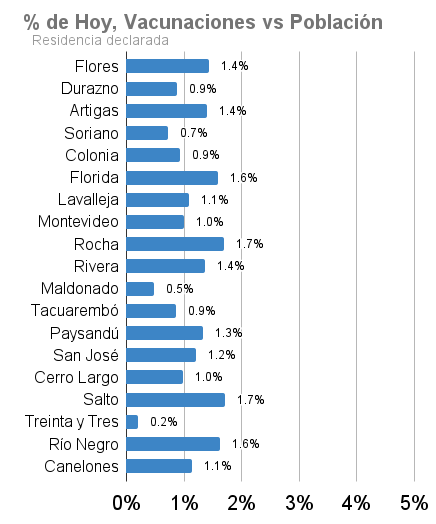 % de Hoy, Vacunaciones vs Población
Residencia declarada
Flores 1.4%
Durazno 0.9%
Artigas 1.4%
Soriano 0.7%
Colonia 0.9%
Florida 1.6%
Lavalleja 1.1%
Montevideo 1.0%
Rocha 1.7%
Rivera 1.4%
Maldonado 0.5%
Tacuarembó 0.9%
Paysandú 1.3%
San José 1.2%
Cerro Largo 1.0%
Salto 1.7%
Treinta y Tres 0.2%
Río Negro 1.6%
Canelones 1.1%
0% 1% 2% 3% 4% 5%